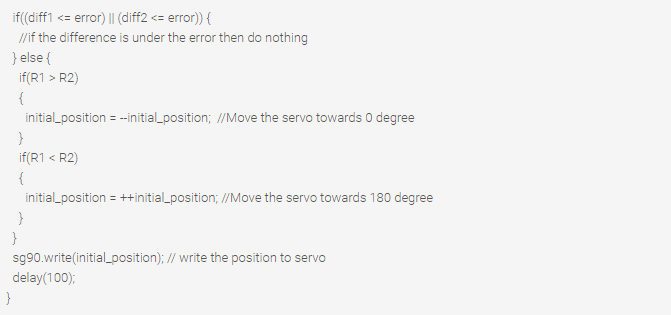 if((diff1 <= error) || (diff2 <= error)) {
//if the difference is under the error then do nothing
} else {
if(R1 > R2)
{
initial_position = --initial_position; //Move the servo towards 0 degree
}
if(R1 < R2)
{
initial_position = ++initial_position; //Move the servo towards 180 degree
}
}
sg90.write(initial_position); // write the position to servo
delay(100);
}